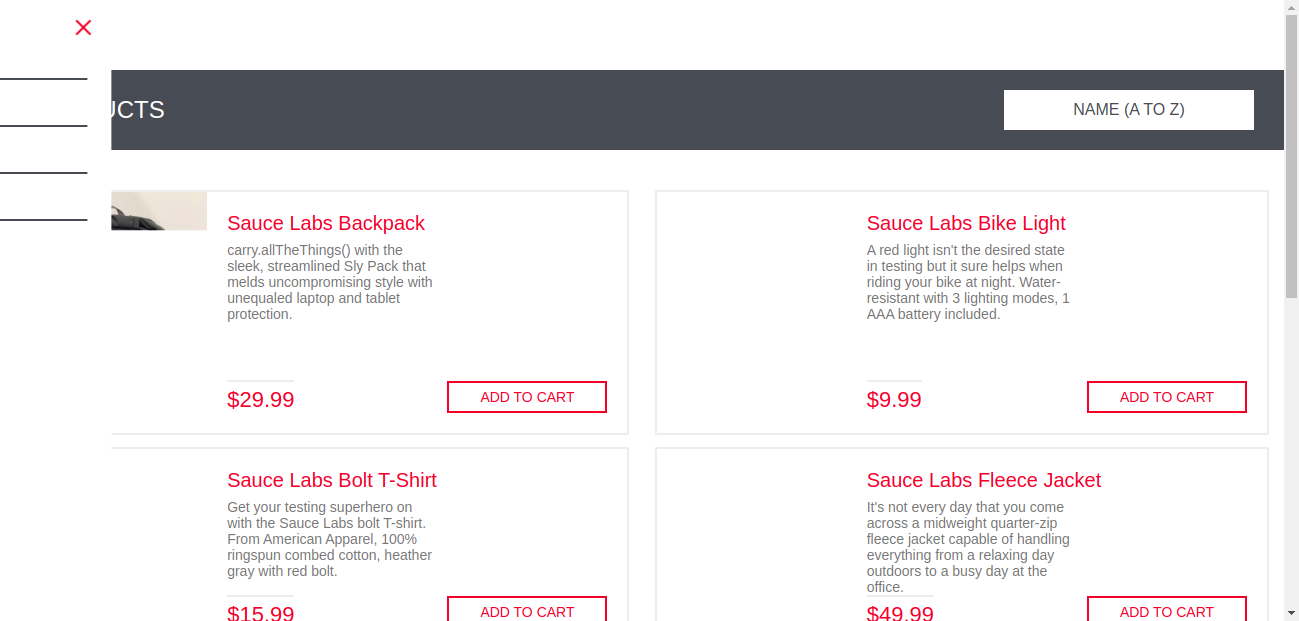 UCTS
NAME (A TO Z)
Sauce Labs Backpack
carry.allTheThings() with the
sleek, streamlined Sly Pack that
melds uncompromising style with
unequaled laptop and tablet
protection.
$29.99
ADD TO CART
Sauce Labs Bike Light
A red light isn't the desired state
in testing but it sure helps when
riding your bike at night. Water-
resistant with 3 lighting modes, 1
AAA battery included.
$9.99
ADD TO CART
Sauce Labs Bolt T-Shirt
Get your testing superhero on
with the Sauce Labs bolt T-shirt.
From American Apparel, 100%
ringspun combed cotton, heather
gray with red bolt.
$15.99
ADD TO CART
Sauce Labs Fleece Jacket
It's not every day that you come
across a midweight quarter-zip
fleece jacket capable of handling
everything from a relaxing day
outdoors to a busy day at the
office.
$49.99
ADD TO CART